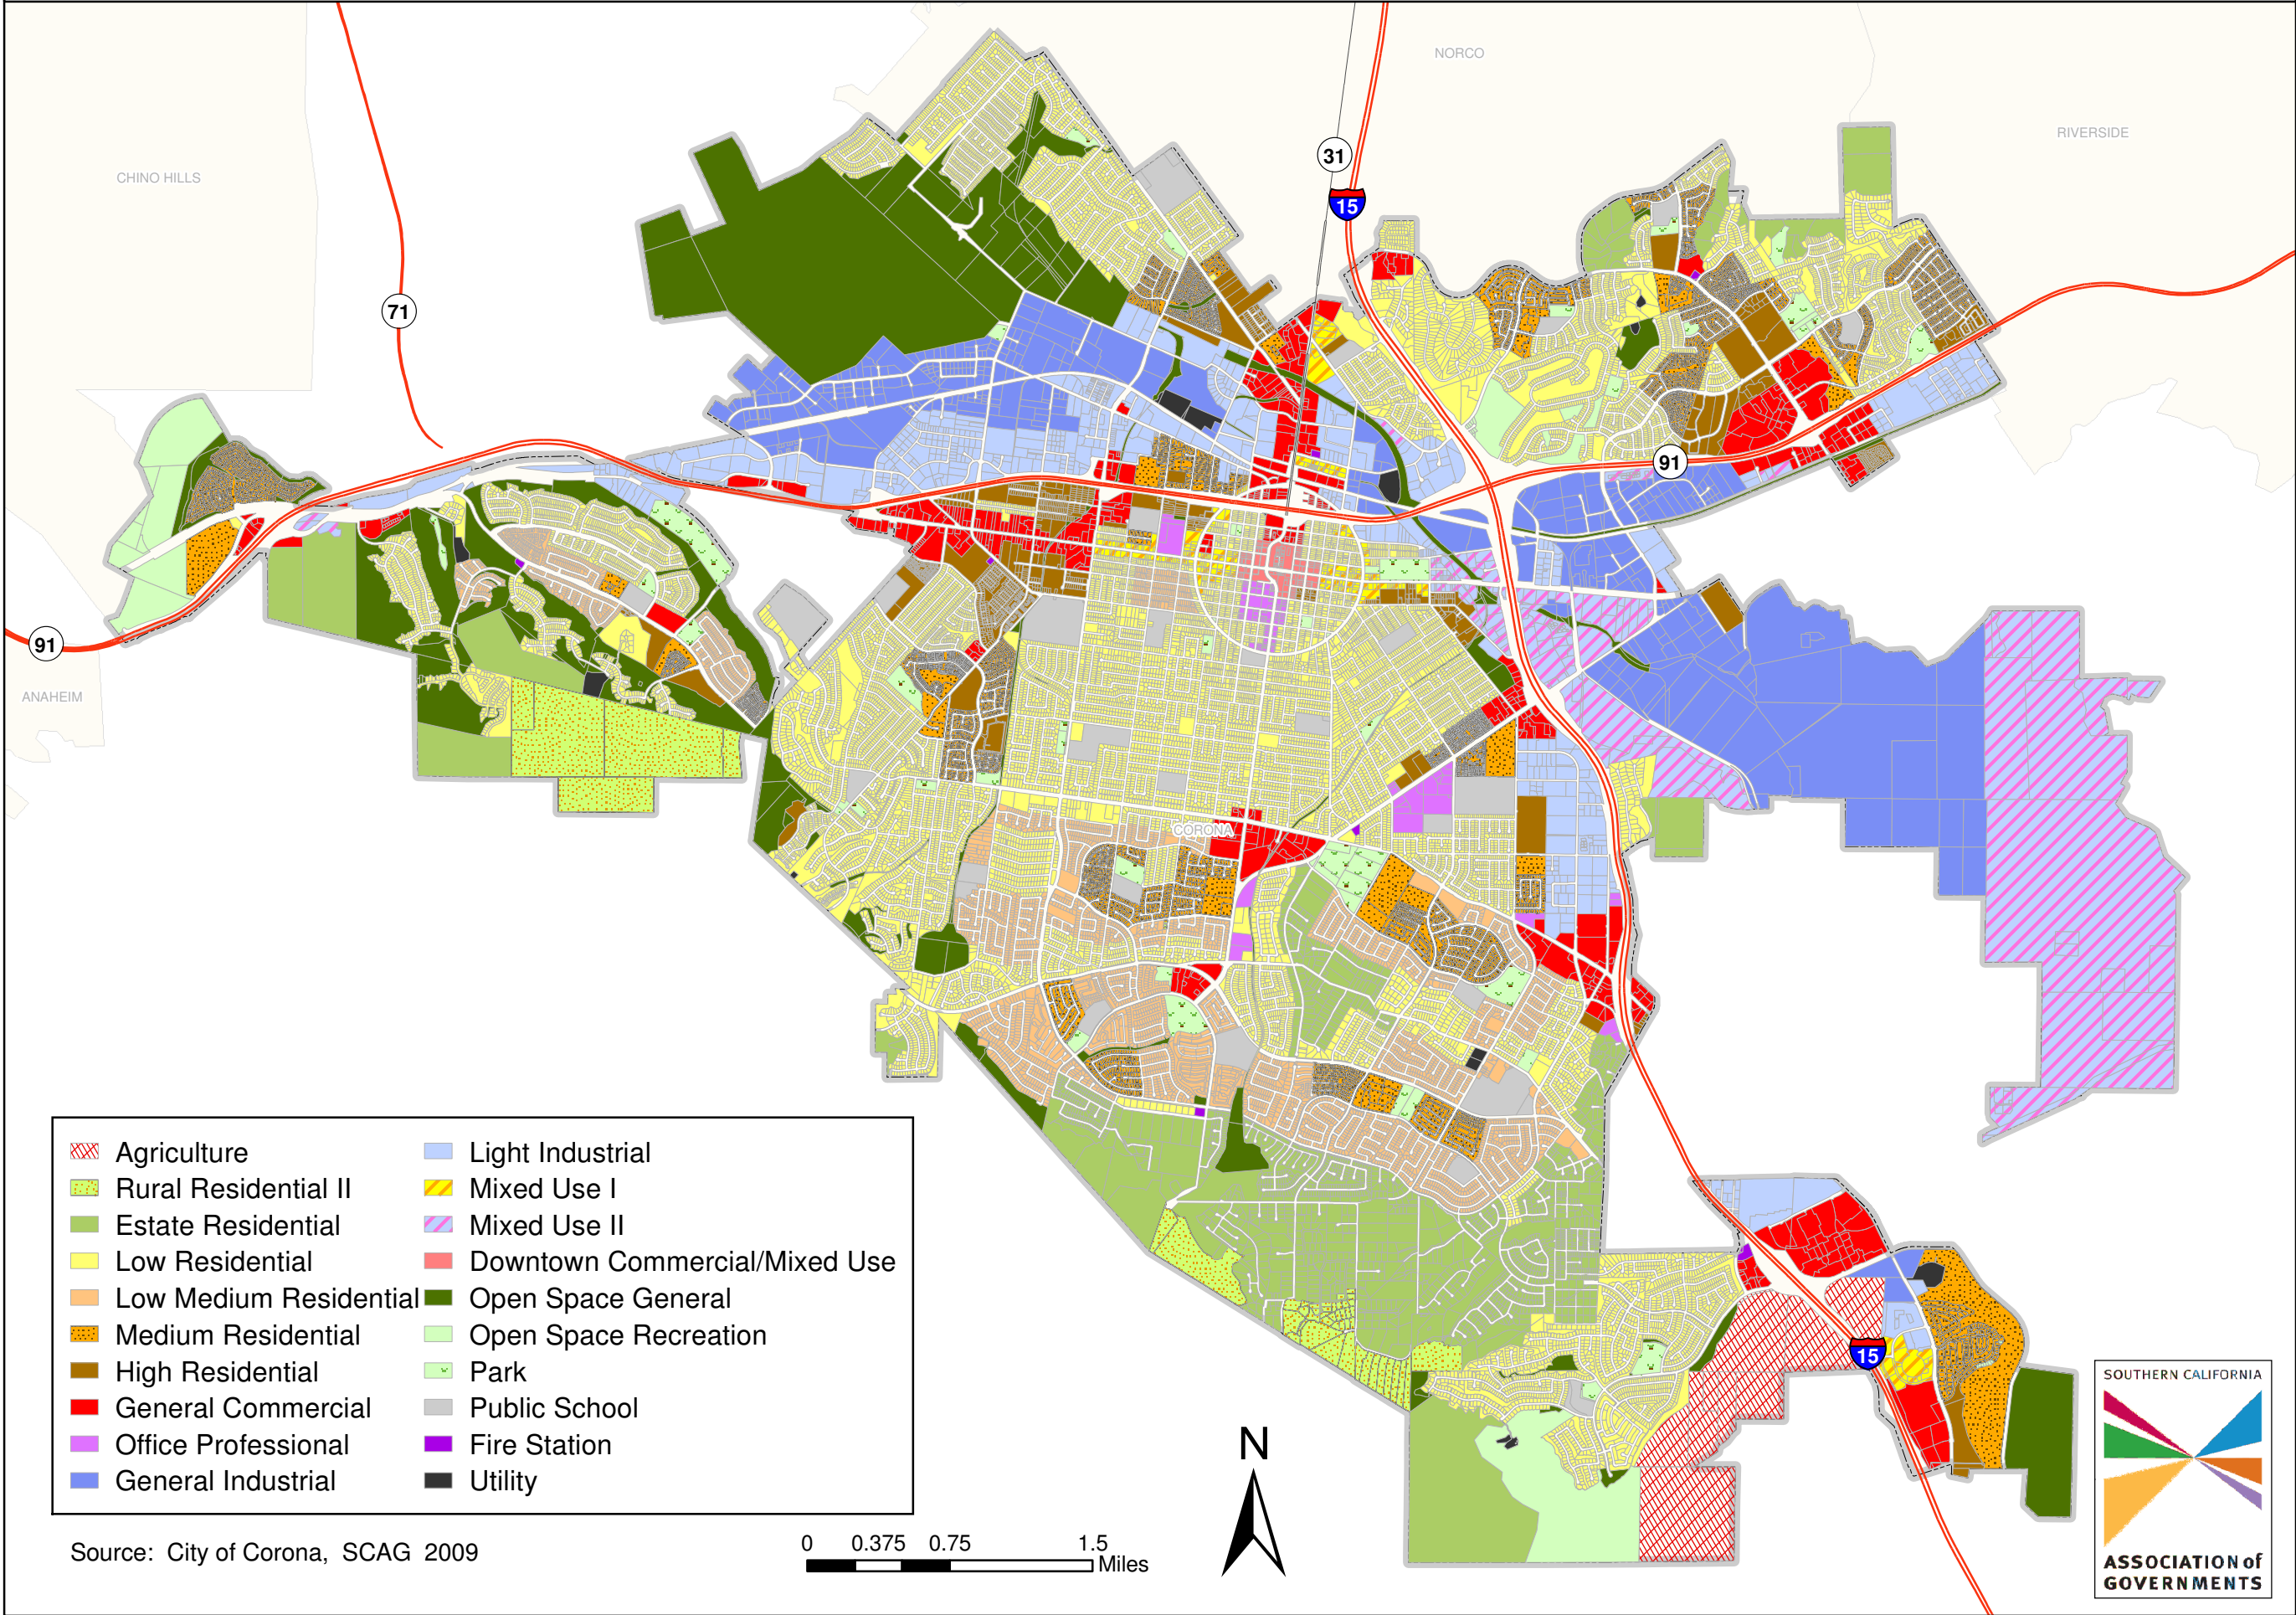 NORCO
RIVERSIDE
CHINO HILLS
31
15
71
91
91
ANAHEIM
CORONA
15
Agriculture
Rural Residential II
Estate Residential
Low Residential
Low Medium Residential
Medium Residential
High Residential
General Commercial
Office Professional
General Industrial
Light Industrial
Mixed Use I
Mixed Use II
Downtown Commercial/Mixed Use
Open Space General
Open Space Recreation
Park
Public School
Fire Station
Utility
Source: City of Corona, SCAG 2009
0 0.375 0.75 1.5
Miles
N
SOUTHERN CALIFORNIA
ASSOCIATION of
GOVERNMENTS